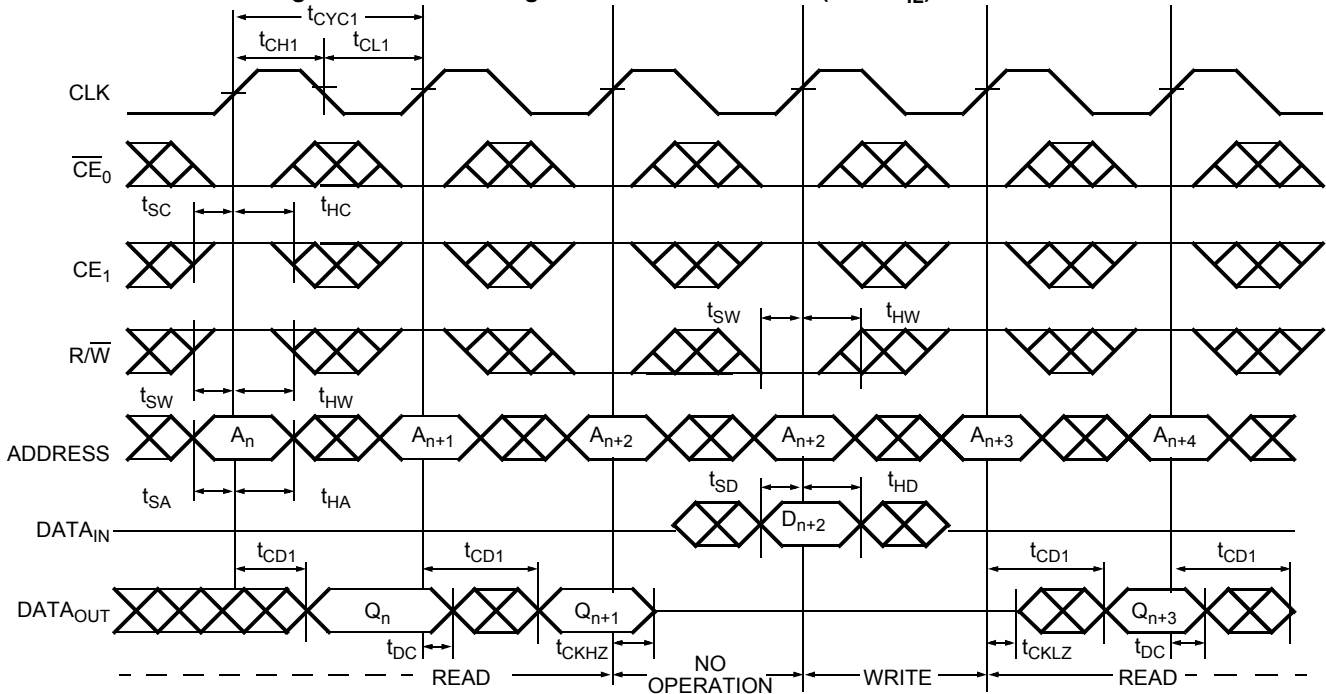 tCYC1
tCH1 tCL1
CLK
CE0
tSC tHC
CE1
tSW tHW
R/W
tSW tHW
An An+1 An+2 An+2 An+3 An+4
ADDRESS
tSA tHA tSD tHD
Dn+2
DATAIN
tCD1 tCD1 tCD1 tCD1
DATAOUT
Qn Qn+1 Qn+3
tDC tCKHZ tCKLZ tDC
READ NO OPERATION WRITE READ